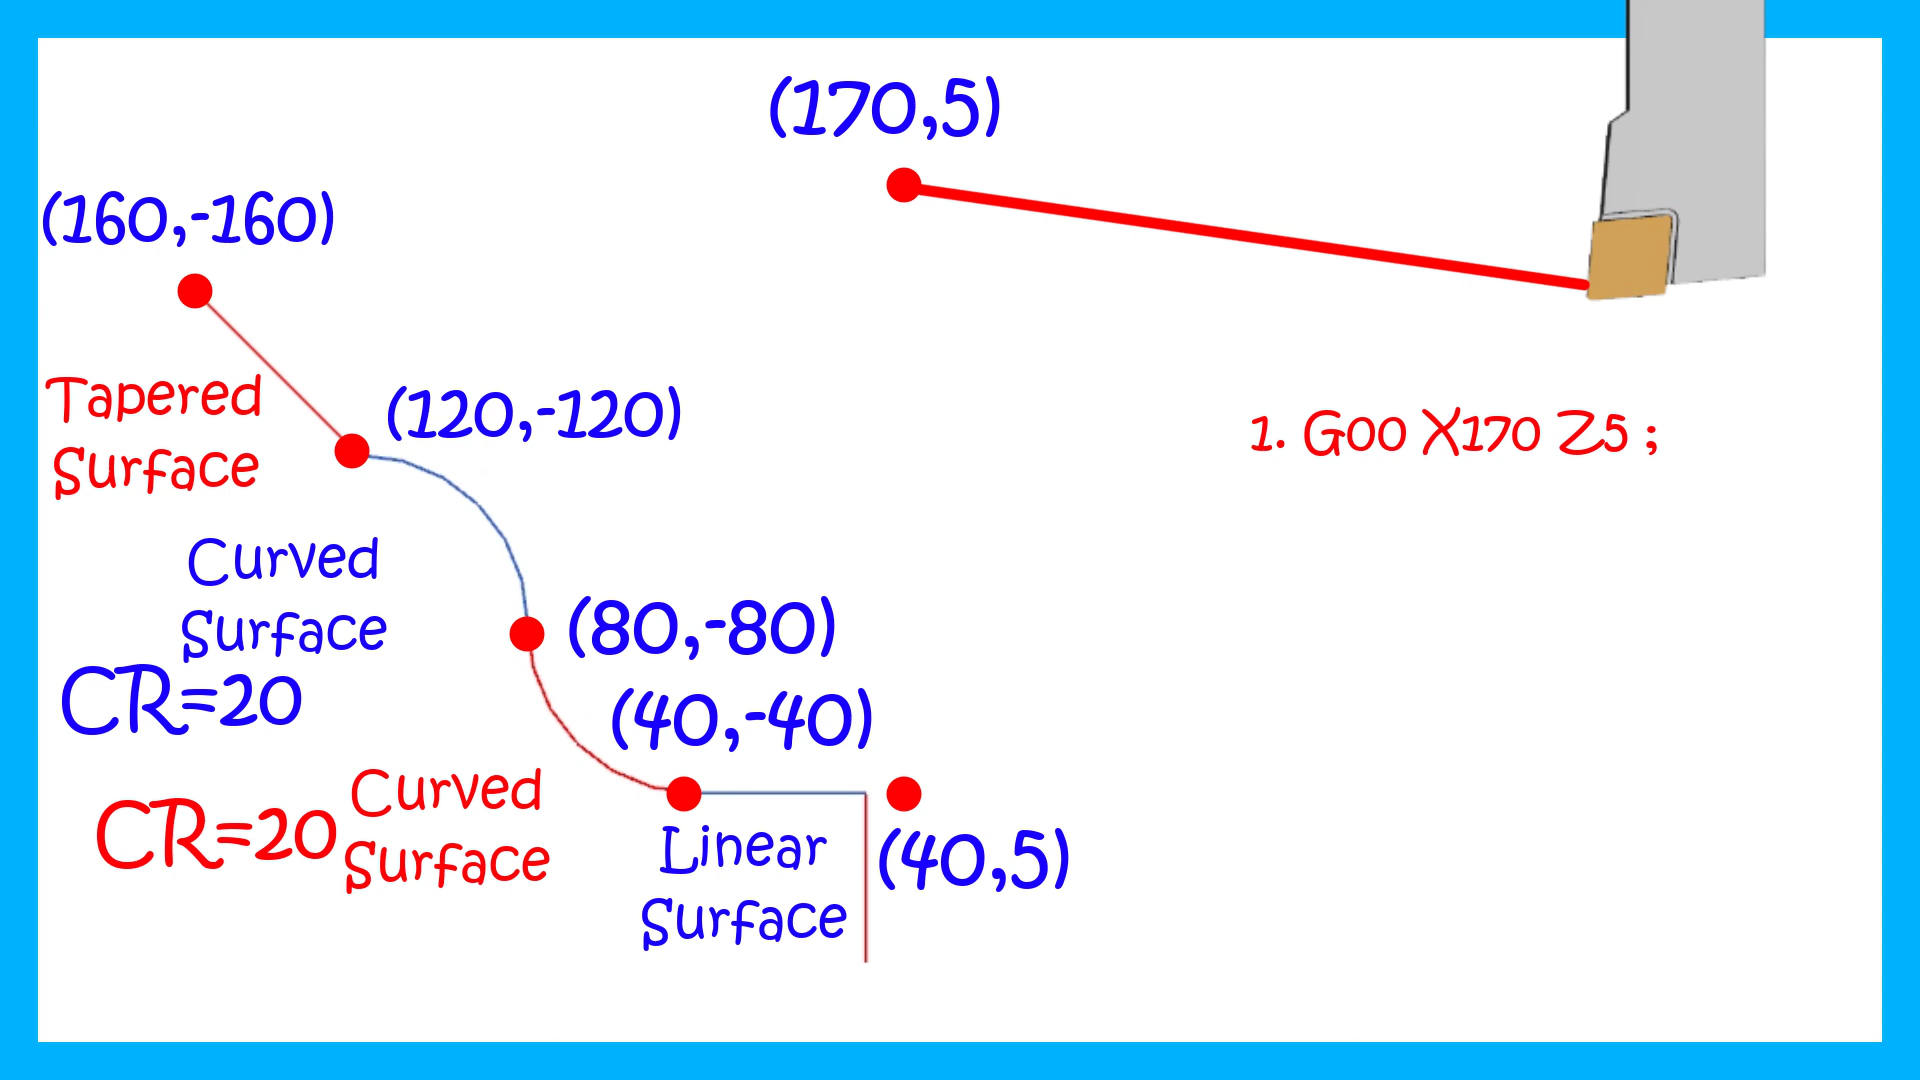 (170,5)
(160,-160)
Tapered
Surface
(120,-120)
1. G00 X170 Z5 ;
Curved
Surface
CR=20
(80,-80)
(40,-40)
CR=20
Curved
Surface
Linear
Surface
(40,5)